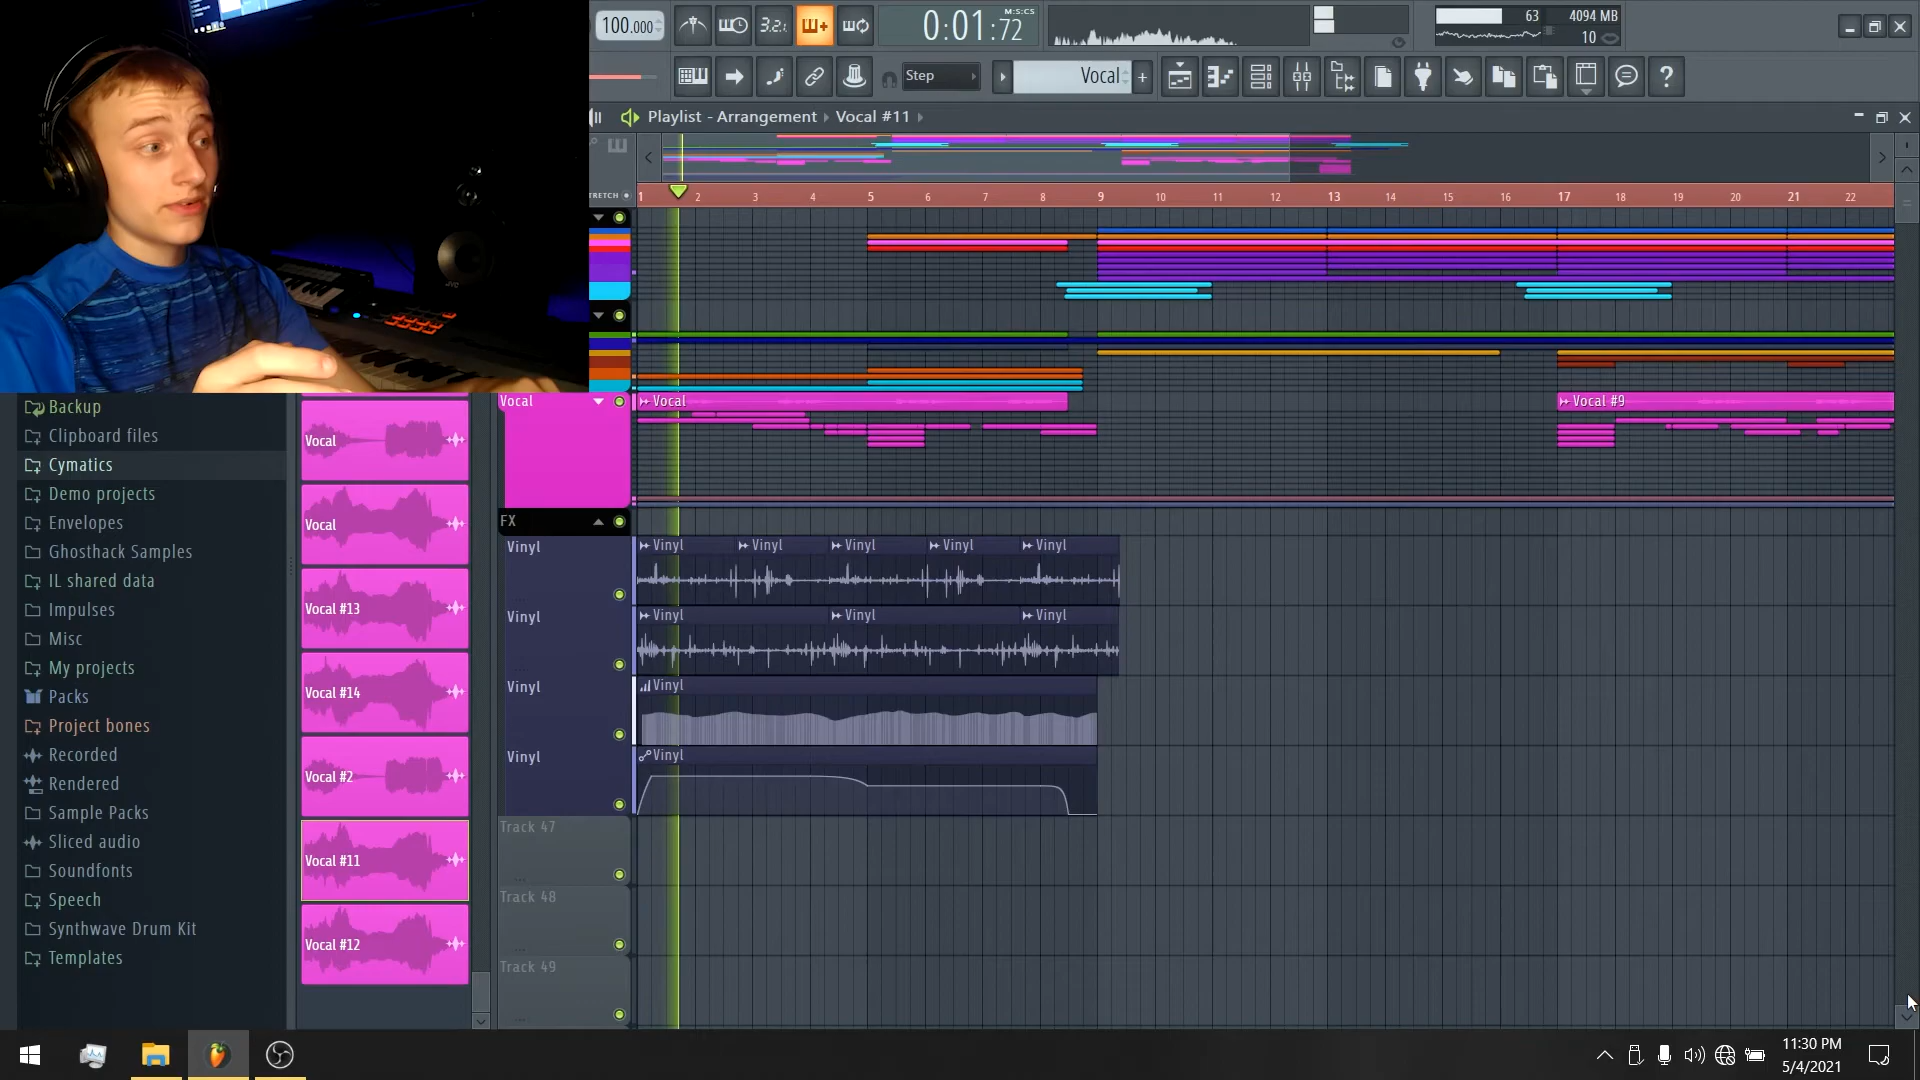 100.000
3.2.1
0:01:72
M:S:CS
63
4094 MB
10
Step
Vocal
Playlist - Arrangement
Vocal #11
1 2 3 4 5 6 7 8 9 10 11 12 13 14 15 16 17 18 19 20 21 22
JVC
Backup
Clipboard files
Cymatics
Demo projects
Envelopes
Ghosthack Samples
IL shared data
Impulses
Misc
My projects
Packs
Project bones
Recorded
Rendered
Sample Packs
Sliced audio
Soundfonts
Speech
Synthwave Drum Kit
Templates
Vocal
Vocal
Vocal #13
Vocal #14
Vocal #2
Vocal #11
Vocal #12
Vocal
Vocal
Vocal #9
FX
Vinyl
Vinyl Vinyl Vinyl Vinyl Vinyl
Vinyl
Vinyl Vinyl Vinyl
Vinyl
Vinyl
Vinyl
Vinyl
Track 47
Track 48
Track 49
11:30 PM
5/4/2021